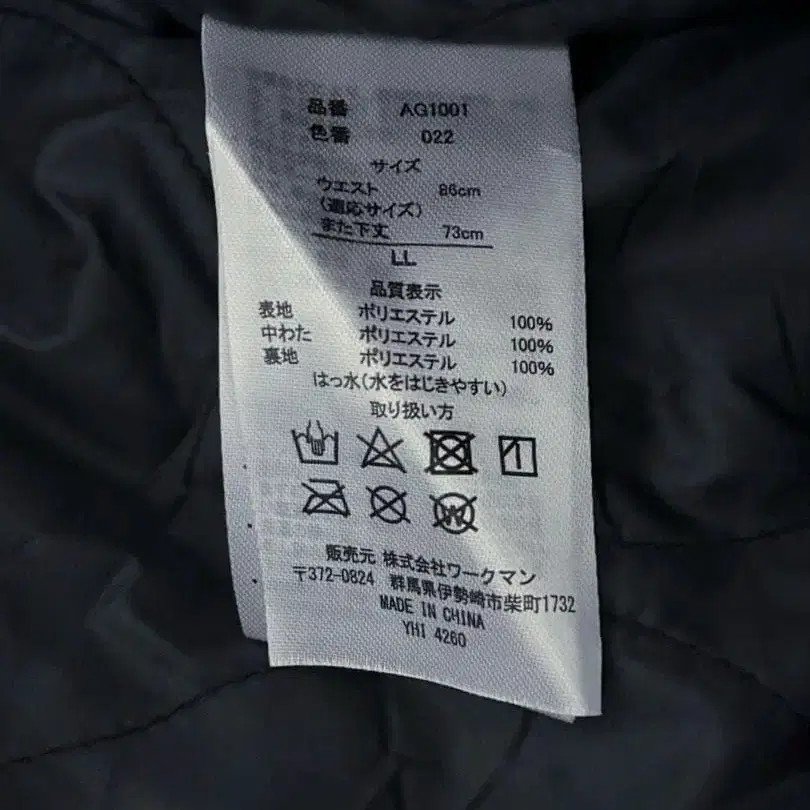 品番 AG1001
色番 022
サイズ
ウエスト 86cm
(適応サイズ)
また下丈 73cm
LL
品質表示
表地 ポリエステル 100%
中わた ポリエステル 100%
裏地 ポリエステル 100%
はっ水(水をはじきやすい)
取り扱い方
W
販売元 株式会社ワークマン
〒372-0824 群馬県伊勢崎市柴町1732
MADE IN CHINA
YHI 4260